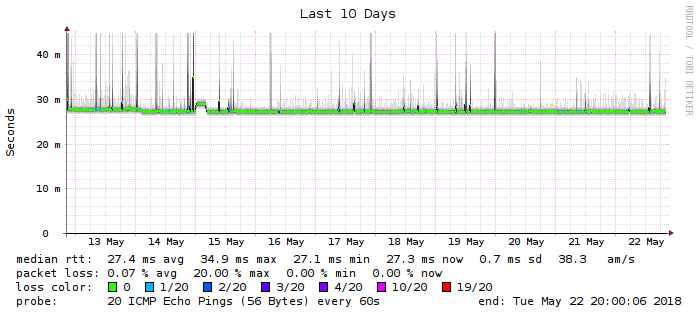 Last 10 Days
RRDTOOL / TOBI OETIKER
Seconds
40 m
30 m
20 m
10 m
0
13 May 14 May 15 May 16 May 17 May 18 May 19 May 20 May 21 May 22 May
median rtt: 27.4 ms avg 34.9 ms max 27.1 ms min 27.3 ms now 0.7 ms sd 38.3 am/s
packet loss: 0.07 % avg 20.00 % max 0.00 % min 0.00 % now
loss color: 0 1/20 2/20 3/20 4/20 10/20 19/20
probe: 20 ICMP Echo Pings (56 Bytes) every 60s end: Tue May 22 20:00:06 2018